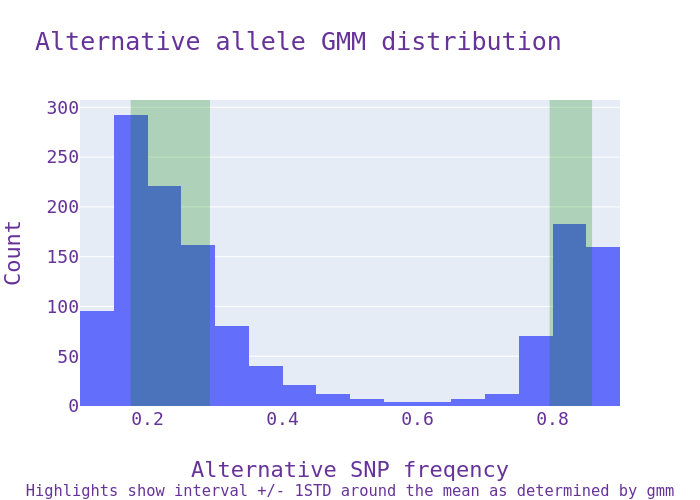 Alternative allele GMM distribution
300
250
200
150
100
50
0
Count
0.2 0.4 0.6 0.8
Alternative SNP freqency
Highlights show interval +/- 1STD around the mean as determined by gmm